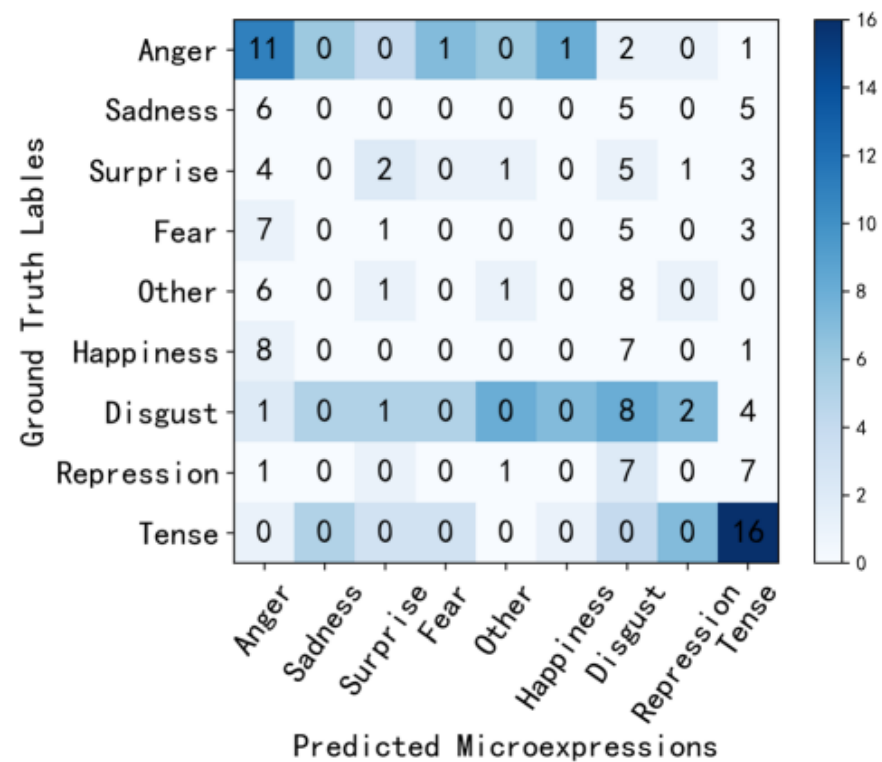 Ground Truth Lables
Anger 11 0 0 1 0 1 2 0 1
Sadness 6 0 0 0 0 0 5 0 5
Surprise 4 0 2 0 1 0 5 1 3
Fear 7 0 1 0 0 0 5 0 3
Other 6 0 1 0 1 0 8 0 0
Happiness 8 0 0 0 0 0 7 0 1
Disgust 1 0 1 0 0 0 8 2 4
Repression 1 0 0 0 1 0 7 0 7
Tense 0 0 0 0 0 0 0 0 16
Anger Sadness Surprise Fear Other Happiness Disgust Repression Tense
Predicted Microexpressions
16
14
12
10
8
6
4
2
0